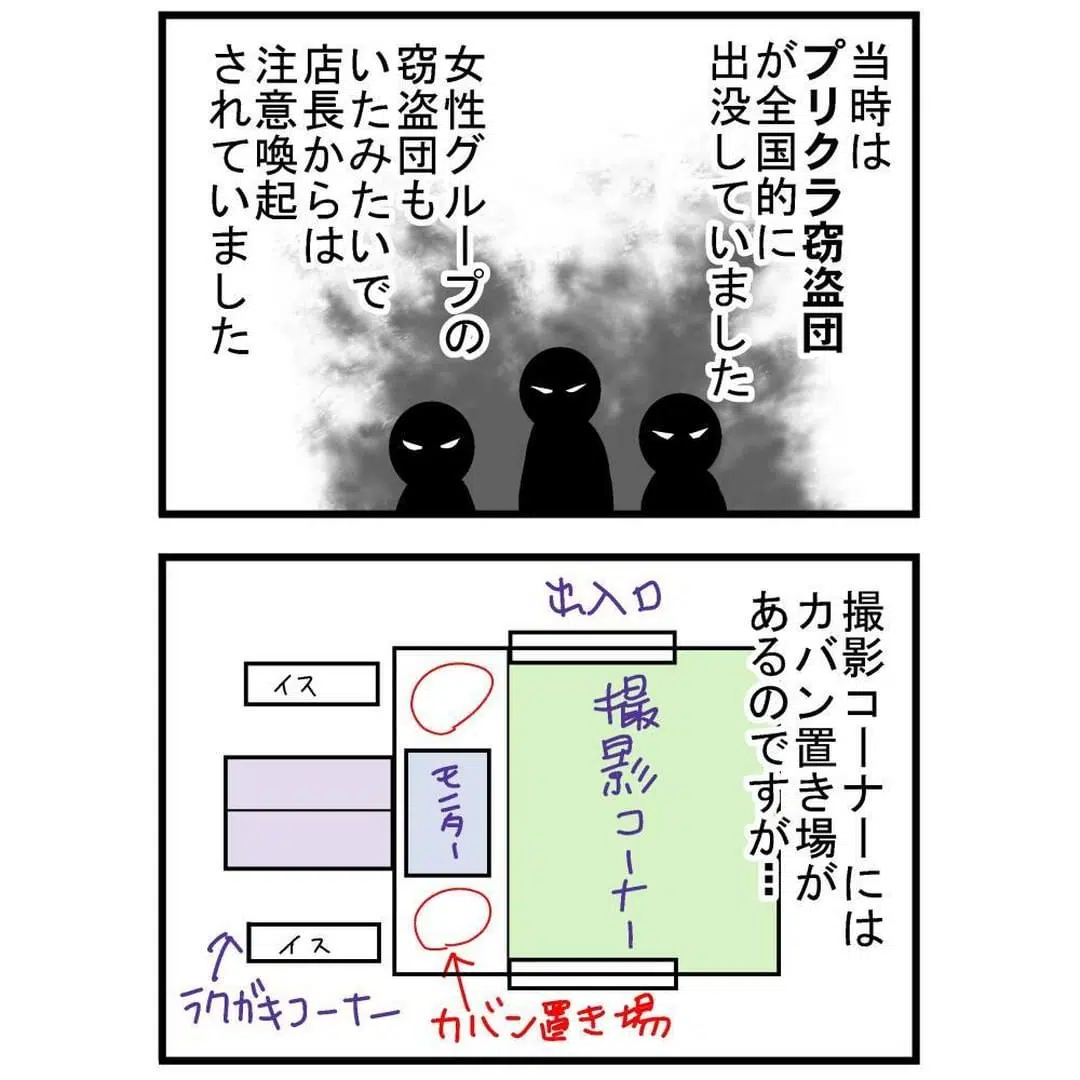 当時は
プリクラ窃盗団
が全国的に
出没していました
女性グループの
窃盗団も
いたみたいで
店長からは
注意喚起
されていました
撮影コーナーには
カバン置き場が
あるのですが…
出入口
撮影コーナー
モニター
イス
イス
ラクガキコーナー
カバン置き場